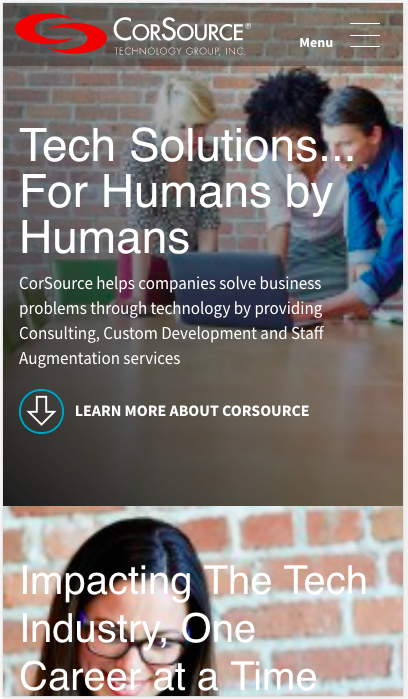 CORSOURCE®
TECHNOLOGY GROUP, INC.
Menu
Tech Solutions...
For Humans by
Humans
CorSource helps companies solve business
problems through technology by providing
Consulting, Custom Development and Staff
Augmentation services
LEARN MORE ABOUT CORSOURCE
Impacting The Tech
Industry, One
Career at a Time